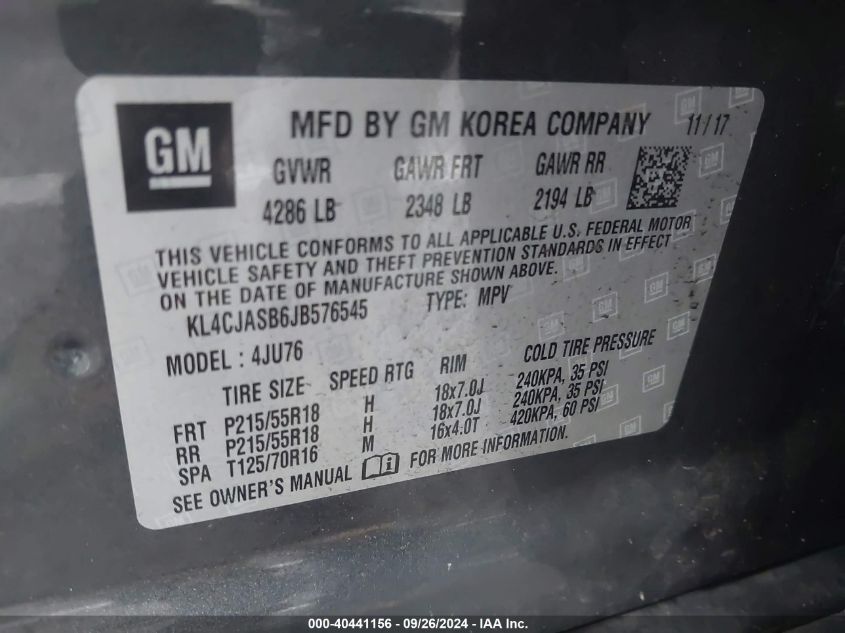 GM
MFD BY GM KOREA COMPANY 11/17
GVWR GAWR FRT GAWR RR
4286 LB 2348 LB 2194 LB
THIS VEHICLE CONFORMS TO ALL APPLICABLE U.S. FEDERAL MOTOR
VEHICLE SAFETY AND THEFT PREVENTION STANDARDS IN EFFECT
ON THE DATE OF MANUFACTURE SHOWN ABOVE.
KL4CJASB6JB576545 TYPE: MPV
MODEL : 4JU76
TIRE SIZE SPEED RTG RIM COLD TIRE PRESSURE
FRT P215/55R18 H 18x7.0J 240KPA, 35 PSI
RR P215/55R18 H 18x7.0J 240KPA, 35 PSI
SPA T125/70R16 M 16x4.0T 420KPA, 60 PSI
SEE OWNER'S MANUAL FOR MORE INFORMATION.
000-40441156 - 09/26/2024 - IAA, Inc.